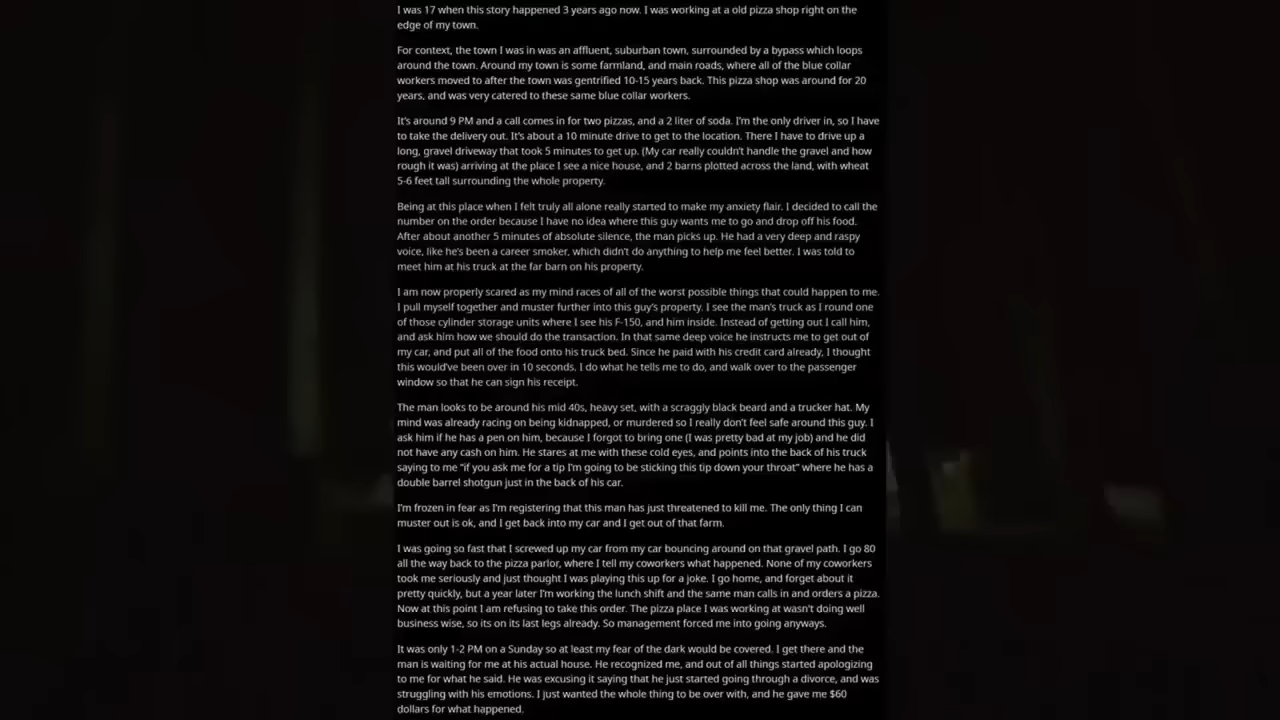 I was 17 when this story happened 3 years ago now. I was working at a old pizza shop right on the
edge of my town.
For context, the town I was in was an affluent, suburban town, surrounded by a bypass which loops
around the town. Around my town is some farmland, and main roads, where all of the blue collar
workers moved to after the town was gentrified 10-15 years back. This pizza shop was around for 20
years, and was very catered to these same blue collar workers.
It's around 9 PM and a call comes in for two pizzas, and a 2 liter of soda. I'm the only driver in, so I have
to take the delivery out. It's about a 10 minute drive to get to the location. There I have to drive up a
long, gravel driveway that took 5 minutes to get up. (My car really couldn't handle the gravel and how
rough it was) arriving at the place I see a nice house, and 2 barns plotted across the land, with wheat
5-6 feet tall surrounding the whole property.
Being at this place when I felt truly all alone really started to make my anxiety flair. I decided to call the
number on the order because I have no idea where this guy wants me to go and drop off his food.
After about another 5 minutes of absolute silence, the man picks up. He had a very deep and raspy
voice, like he's been a career smoker, which didn't do anything to help me feel better. I was told to
meet him at his truck at the far barn on his property.
I am now properly scared as my mind races of all of the worst possible things that could happen to me.
I pull myself together and muster further into this guy's property. I see the man's truck as I round one
of those cylinder storage units where I see his F-150, and him inside. Instead of getting out I call him,
and ask him how we should do the transaction. In that same deep voice he instructs me to get out of
my car, and put all of the food onto his truck bed. Since he paid with his credit card already, I thought
this would've been over in 10 seconds. I do what he tells me to do, and walk over to the passenger
window so that he can sign his receipt.
The man looks to be around his mid 40s, heavy set, with a scraggly black beard and a trucker hat. My
mind was already racing on being kidnapped, or murdered so I really don't feel safe around this guy. I
ask him if he has a pen on him, because I forgot to bring one (I was pretty bad at my job) and he did
not have any cash on him. He stares at me with these cold eyes, and points into the back of his truck
saying to me "if you ask me for a tip I'm going to be sticking this tip down your throat" where he has a
double barrel shotgun just in the back of his car.
I'm frozen in fear as I'm registering that this man has just threatened to kill me. The only thing I can
muster out is ok, and I get back into my car and I get out of that farm.
I was going so fast that I screwed up my car from my car bouncing around on that gravel path. I go 80
all the way back to the pizza parlor, where I tell my coworkers what happened. None of my coworkers
took me seriously and just thought I was playing this up for a joke. I go home, and forget about it
pretty quickly, but a year later I'm working the lunch shift and the same man calls in and orders a pizza.
Now at this point I am refusing to take this order. The pizza place I was working at wasn't doing well
business wise, so its on its last legs already. So management forced me into going anyways.
It was only 1-2 PM on a Sunday so at least my fear of the dark would be covered. I get there and the
man is waiting for me at his actual house. He recognized me, and out of all things started apologizing
to me for what he said. He was excusing it saying that he just started going through a divorce, and was
struggling with his emotions. I just wanted the whole thing to be over with, and he gave me $60
dollars for what happened.